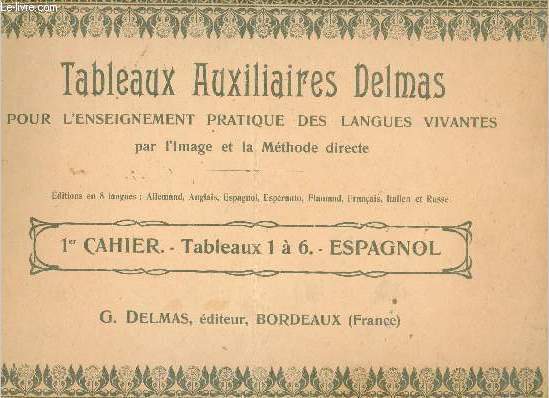 Le-livre.com
Tableaux Auxiliaires Delmas
POUR L'ENSEIGNEMENT PRATIQUE DES LANGUES VIVANTES
par l'Image et la Méthode directe
Éditions en 8 langues : Allemand, Anglais, Espagnol, Espéranto, Flamand, Français, Italien et Russe
1er CAHIER. - Tableaux 1 à 6. - ESPAGNOL
G. DELMAS, éditeur, BORDEAUX (France)